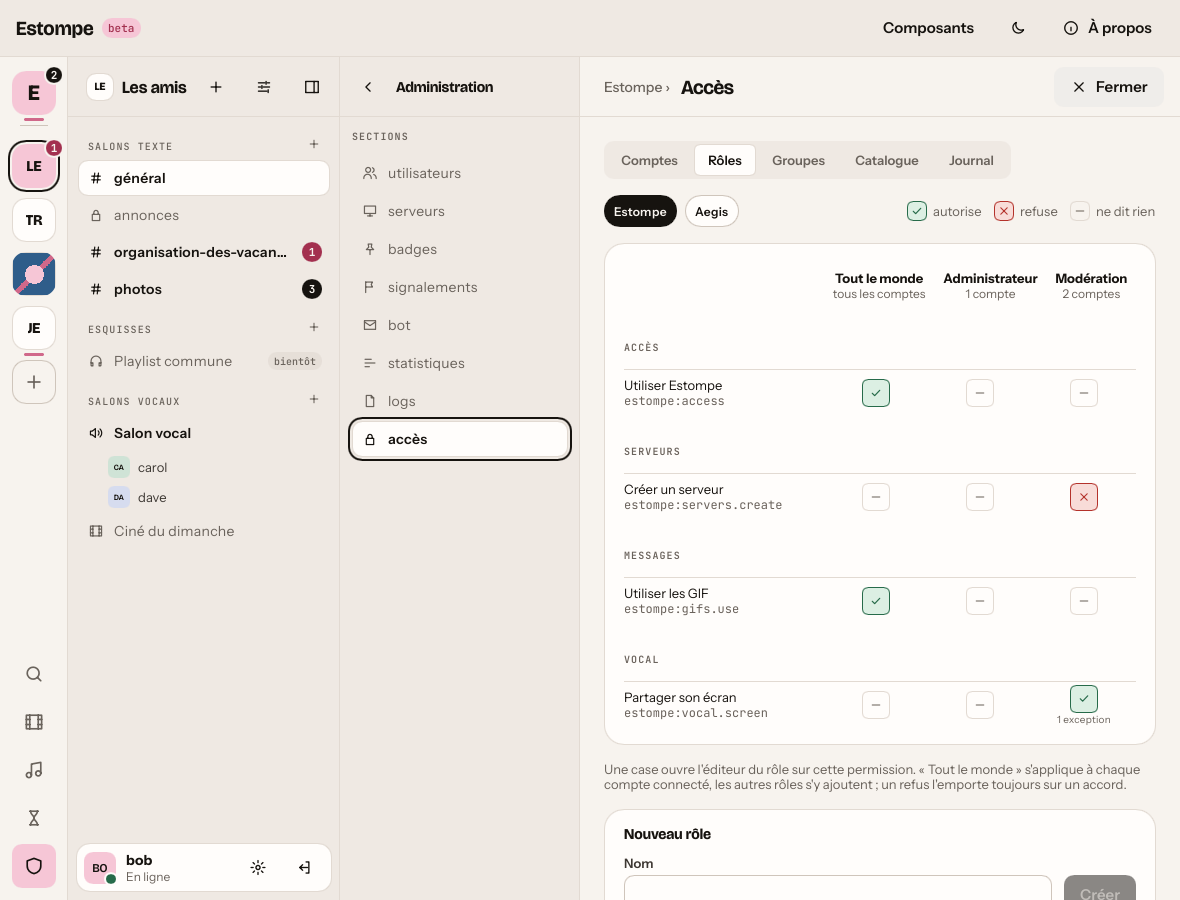 Estompe beta
Composants
À propos
E 2
LE 1
TR
JE
LE Les amis
SALONS TEXTE
# général
annonces
# organisation-des-vacan... 1
# photos 3
ESQUISSES
Playlist commune bientôt
SALONS VOCAUX
Salon vocal
CA carol
DA dave
Ciné du dimanche
BO bob
En ligne
Administration
SECTIONS
utilisateurs
serveurs
badges
signalements
bot
statistiques
logs
accès
Estompe › Accès
Fermer
Comptes Rôles Groupes Catalogue Journal
Estompe Aegis
autorise refuse ne dit rien
Tout le monde Administrateur Modération
tous les comptes 1 compte 2 comptes
ACCÈS
Utiliser Estompe
estompe:access
SERVEURS
Créer un serveur
estompe:servers.create
MESSAGES
Utiliser les GIF
estompe:gifs.use
VOCAL
Partager son écran
estompe:vocal.screen
1 exception
Une case ouvre l'éditeur du rôle sur cette permission. « Tout le monde » s'applique à chaque
compte connecté, les autres rôles s'y ajoutent ; un refus l'emporte toujours sur un accord.
Nouveau rôle
Nom
Créer